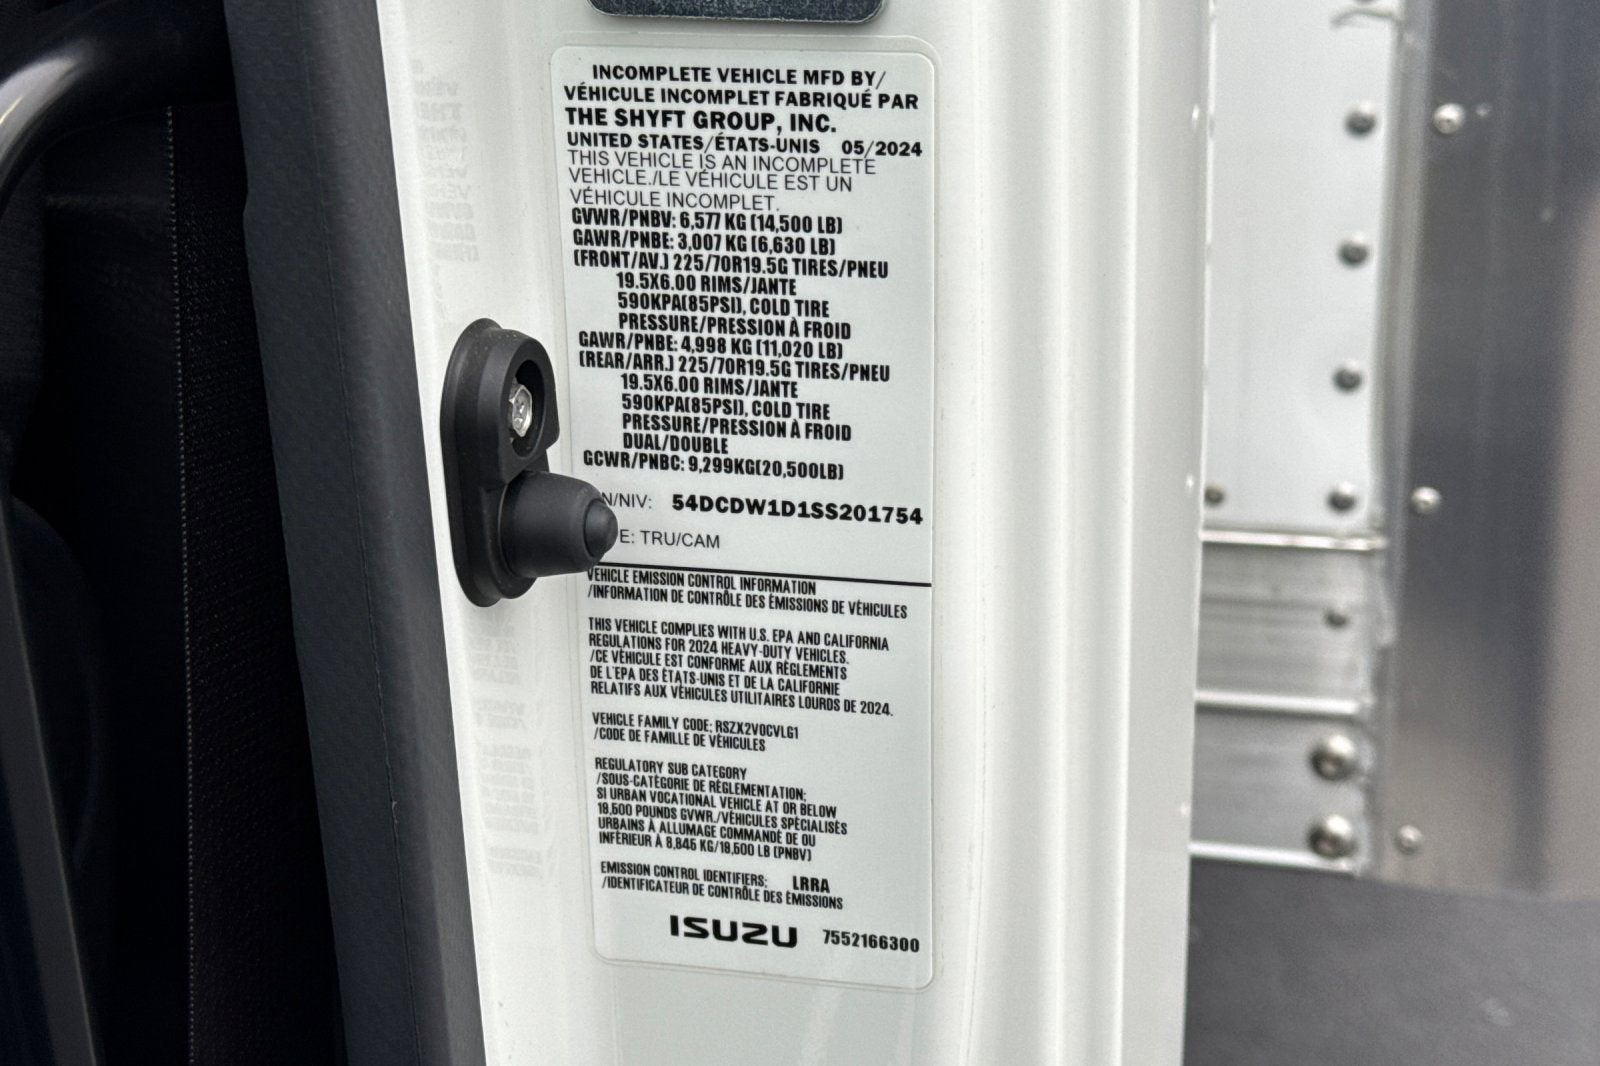 INCOMPLETE VEHICLE MFD BY/
VÉHICULE INCOMPLET FABRIQUÉ PAR
THE SHYFT GROUP, INC.
UNITED STATES/ÉTATS-UNIS 05/2024
THIS VEHICLE IS AN INCOMPLETE
VEHICLE./LE VÉHICULE EST UN
VÉHICULE INCOMPLET.
GVWR/PNBV: 6,577 KG (14,500 LB)
GAWR/PNBE: 3,007 KG (6,630 LB)
(FRONT/AV.) 225/70R19.5G TIRES/PNEU
19.5X6.00 RIMS/JANTE
590KPA(85PSI), COLD TIRE
PRESSURE/PRESSION À FROID
GAWR/PNBE: 4,998 KG (11,020 LB)
(REAR/ARR.) 225/70R19.5G TIRES/PNEU
19.5X6.00 RIMS/JANTE
590KPA(85PSI), COLD TIRE
PRESSURE/PRESSION À FROID
DUAL/DOUBLE
GCWR/PNBC: 9,299KG(20,500LB)
N/NIV: 54DCDW1D1SS201754
E: TRU/CAM
VEHICLE EMISSION CONTROL INFORMATION
/INFORMATION DE CONTRÔLE DES ÉMISSIONS DE VÉHICULES
THIS VEHICLE COMPLIES WITH U.S. EPA AND CALIFORNIA
REGULATIONS FOR 2024 HEAVY-DUTY VEHICLES.
/CE VÉHICULE EST CONFORME AUX RÈGLEMENTS
DE L'EPA DES ÉTATS-UNIS ET DE LA CALIFORNIE
RELATIFS AUX VÉHICULES UTILITAIRES LOURDS DE 2024.
VEHICLE FAMILY CODE: RSZX2VOCVLG1
/CODE DE FAMILLE DE VÉHICULES
REGULATORY SUB CATEGORY
/SOUS-CATÉGORIE DE RÉGLEMENTATION:
SI URBAN VOCATIONAL VEHICLE AT OR BELOW
19,500 POUNDS GVWR./VÉHICULES SPÉCIALISÉS
URBAINS À ALLUMAGE COMMANDÉ DE OU
INFÉRIEUR À 8,845 KG/19,500 LB (PNBV)
EMISSION CONTROL IDENTIFIERS: LRRA
/IDENTIFICATEUR DE CONTRÔLE DES ÉMISSIONS
ISUZU 7552166300